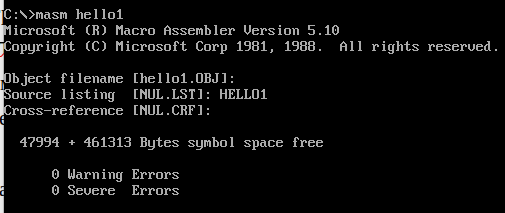 C:\>masm hello1
Microsoft (R) Macro Assembler Version 5.10
Copyright (C) Microsoft Corp 1981, 1988.  All rights reserved.
Object filename [hello1.OBJ]:
Source listing  [NUL.LST]: HELLO1
Cross-reference [NUL.CRF]:
47994 + 461313 Bytes symbol space free
0 Warning Errors
0 Severe  Errors